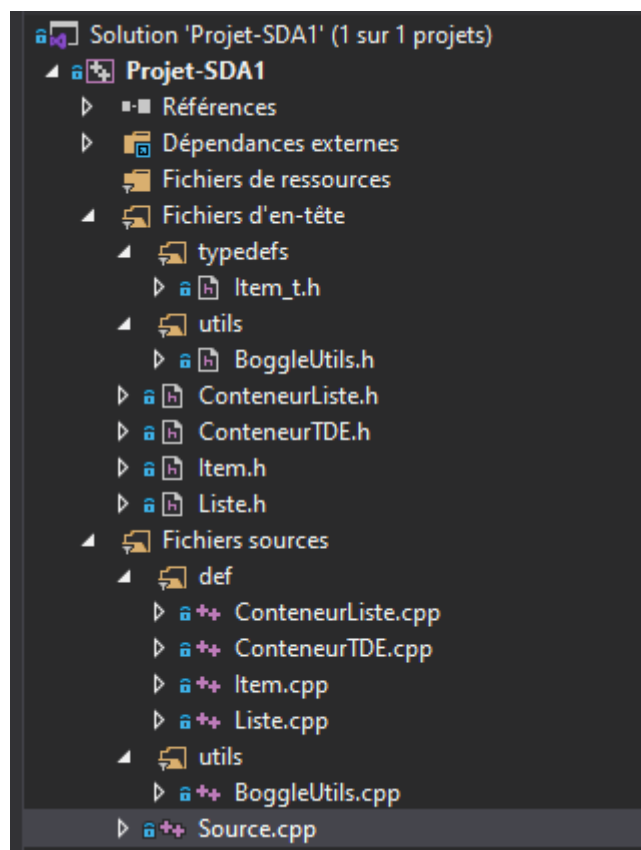 Solution 'Projet-SDA1' (1 sur 1 projets)
Projet-SDA1
Références
Dépendances externes
Fichiers de ressources
Fichiers d'en-tête
typedefs
Item_t.h
utils
BoggleUtils.h
ConteneurListe.h
ConteneurTDE.h
Item.h
Liste.h
Fichiers sources
def
ConteneurListe.cpp
ConteneurTDE.cpp
Item.cpp
Liste.cpp
utils
BoggleUtils.cpp
Source.cpp